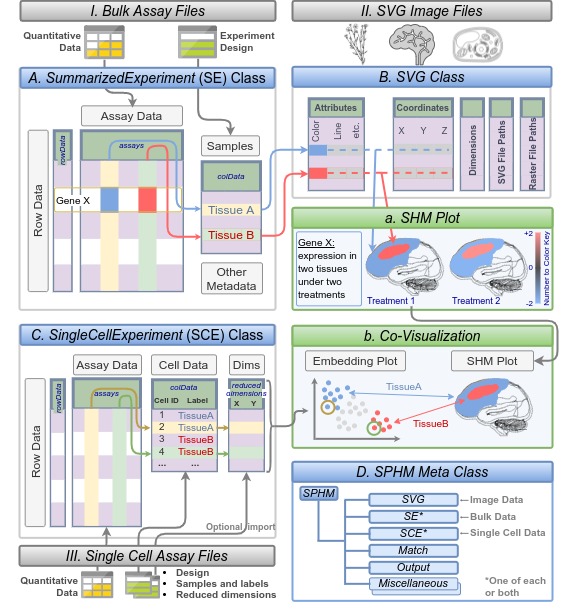 I. Bulk Assay Files
Quantitative
Data
Experiment
Design
A. SummarizedExperiment (SE) Class
Assay Data
rowData
assays
Samples
colData
Row Data
Gene X
Tissue A
Tissue B
Other
Metadata
II. SVG Image Files
B. SVG Class
Attributes
Coordinates
Color
Line
etc.
X Y Z
Dimensions
SVG File Paths
Raster File Paths
a. SHM Plot
Gene X:
expression in
two tissues
under two
treatments
Treatment 1
Treatment 2
+2
0
-2
Number to Color Key
C. SingleCellExperiment (SCE) Class
Assay Data
Cell Data
Dims
rowData
assays
colData
Cell ID Label
reduced
dimensions
X Y
Row Data
1 TissueA
2 TissueA
3 TissueB
4 TissueB
... ...
Optional import
III. Single Cell Assay Files
Quantitative
Data
• Design
• Samples and labels
• Reduced dimensions
b. Co-Visualization
Embedding Plot
SHM Plot
TissueA
TissueB
D. SPHM Meta Class
SPHM
SVG
Image Data
SE*
Bulk Data
SCE*
Single Cell Data
Match
Output
Miscellaneous
*One of each
or both